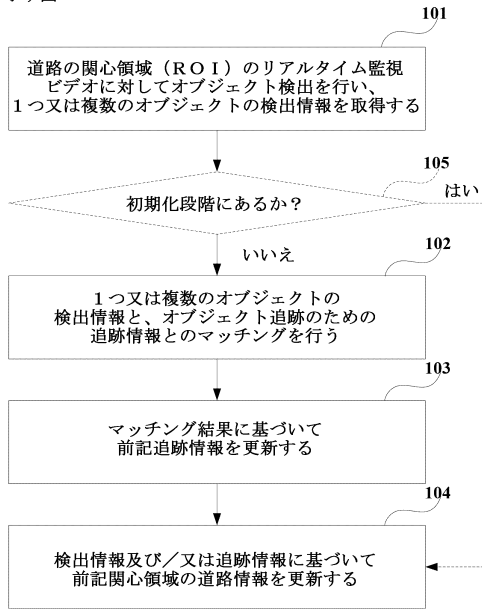 101
道路の関心領域（ＲＯＩ）のリアルタイム監視
ビデオに対してオブジェクト検出を行い、
１つ又は複数のオブジェクトの検出情報を取得する
105
初期化段階にあるか？
はい
いいえ
102
１つ又は複数のオブジェクトの
検出情報と、オブジェクト追跡のための
追跡情報とのマッチングを行う
103
マッチング結果に基づいて
前記追跡情報を更新する
104
検出情報及び／又は追跡情報に基づいて
前記関心領域の道路情報を更新する